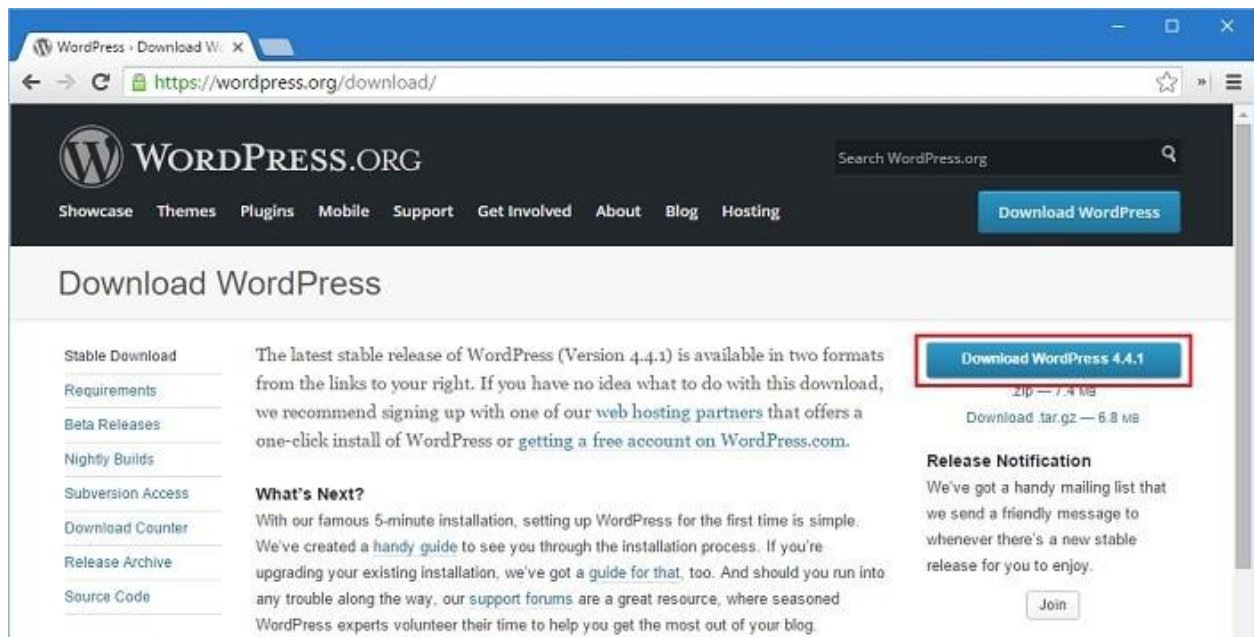 WordPress › Download Wo
https://wordpress.org/download/
WORDPRESS.ORG
Search WordPress.org
Showcase Themes Plugins Mobile Support Get Involved About Blog Hosting
Download WordPress
Download WordPress
Stable Download
Requirements
Beta Releases
Nightly Builds
Subversion Access
Download Counter
Release Archive
Source Code
The latest stable release of WordPress (Version 4.4.1) is available in two formats
from the links to your right. If you have no idea what to do with this download,
we recommend signing up with one of our web hosting partners that offers a
one-click install of WordPress or getting a free account on WordPress.com.
What's Next?
With our famous 5-minute installation, setting up WordPress for the first time is simple.
We've created a handy guide to see you through the installation process. If you're
upgrading your existing installation, we've got a guide for that, too. And should you run into
any trouble along the way, our support forums are a great resource, where seasoned
WordPress experts volunteer their time to help you get the most out of your blog.
Download WordPress 4.4.1
.zip — 7.4 MB
Download .tar.gz — 6.8 MB
Release Notification
We've got a handy mailing list that
we send a friendly message to
whenever there's a new stable
release for you to enjoy.
Join